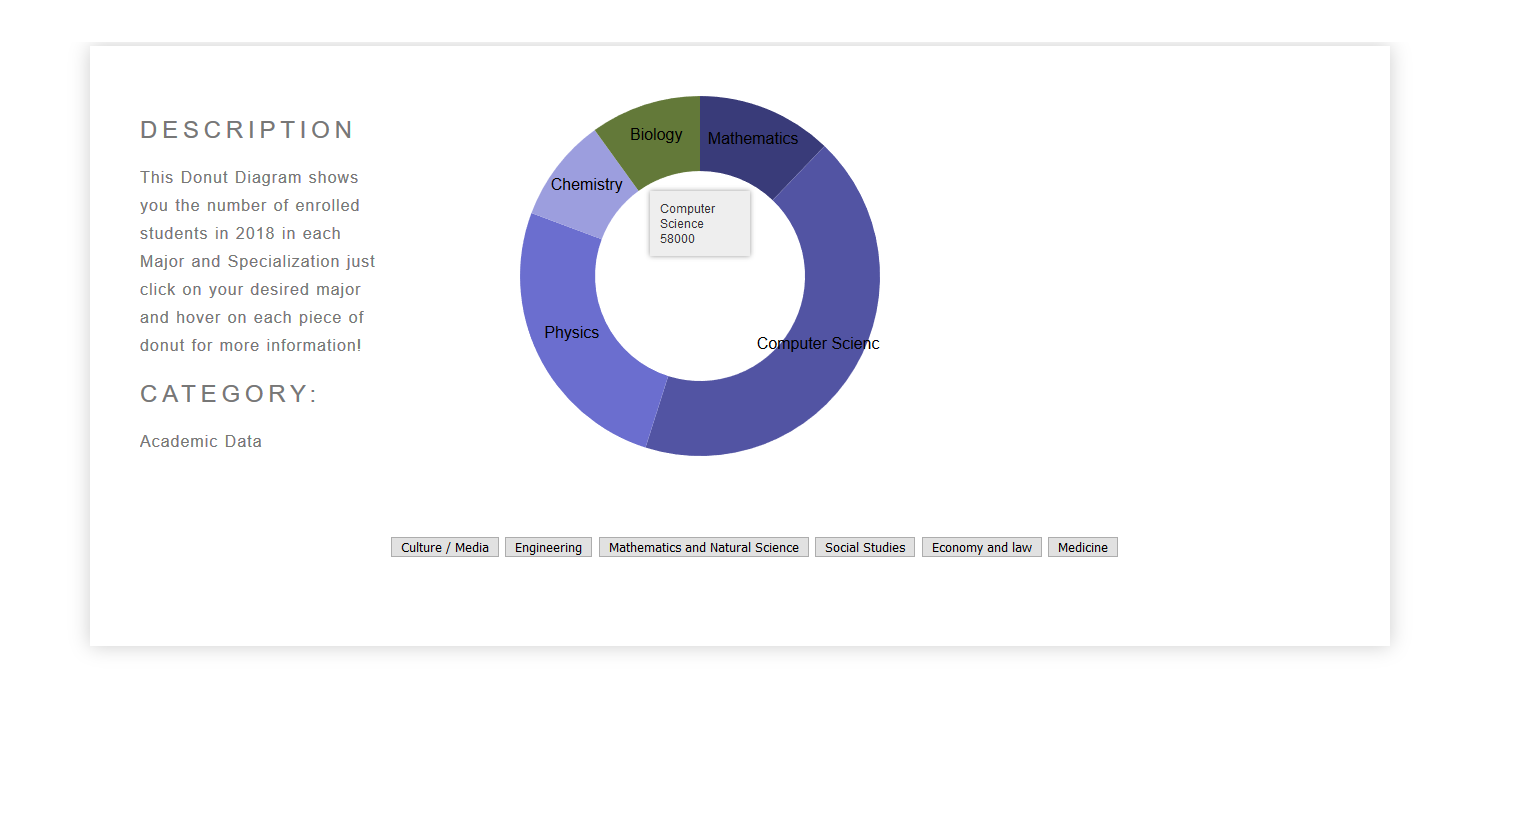 DESCRIPTION
This Donut Diagram shows
you the number of enrolled
students in 2018 in each
Major and Specialization just
click on your desired major
and hover on each piece of
donut for more information!
CATEGORY:
Academic Data
Biology
Mathematics
Chemistry
Computer
Science
58000
Physics
Computer Scienc
Culture / Media
Engineering
Mathematics and Natural Science
Social Studies
Economy and law
Medicine